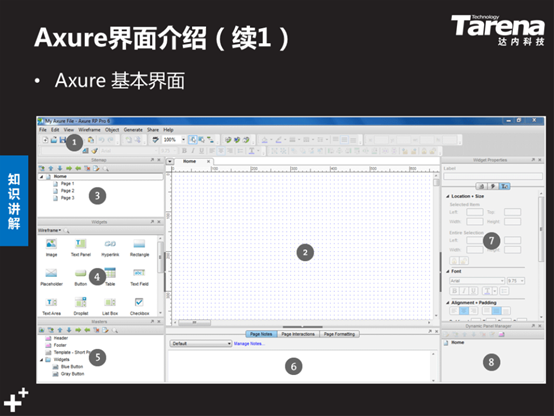 Axure界面介绍（续1）
Technology
Tarena
达内科技
• Axure 基本界面
知识讲解
My Axure File - Axure RP Pro 6
File Edit View Wireframe Object Generate Share Help
1
100%
Sitemap
Home
Page 1
Page 2
Page 3
3
Widgets
Wireframe
Image Text Panel Hyperlink Rectangle
Placeholder Button Table Text Field
4
Text Area Droplist List Box Checkbox
Masters
Header
Footer
Template - Short P
Widgets
Blue Button
Gray Button
5
Home
2
Page Notes Page Interactions Page Formatting
Default Manage Notes...
6
Widget Properties
Label
Location + Size
Left: Top:
Width: Height:
Left:
Width: Height:
7
Font
Arial
Alignment + Padding
Dynamic Panel Manager
Home
8